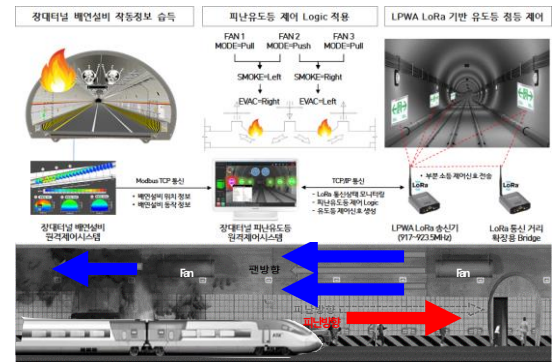 장대터널 배연설비 작동정보 습득
피난유도등 제어 Logic 적용
LPWA LoRa 기반 유도등 점등 제어
FAN 1
MODE=Pull
FAN 2
MODE=Push
FAN 3
MODE=Pull
SMOKE=Left
SMOKE=Right
EVAC=Right
EVAC=Left
Modbus TCP 통신
• 배연설비 위치 정보
• 배연설비 동작 정보
TCP/IP 통신
• LoRa 통신상태 모니터링
• 피난유도등 제어 Logic
• 유도등 제어신호 생성
• 부분 소등 제어신호 전송
LoRa
LoRa
장대터널 배연설비
원격제어시스템
장대터널 피난유도등
원격제어시스템
LPWA LoRa 송신기
(917~923.5MHz)
LoRa 통신 거리
확장용 Bridge
Fan
팬방향
Fan
피난방향
피난방향